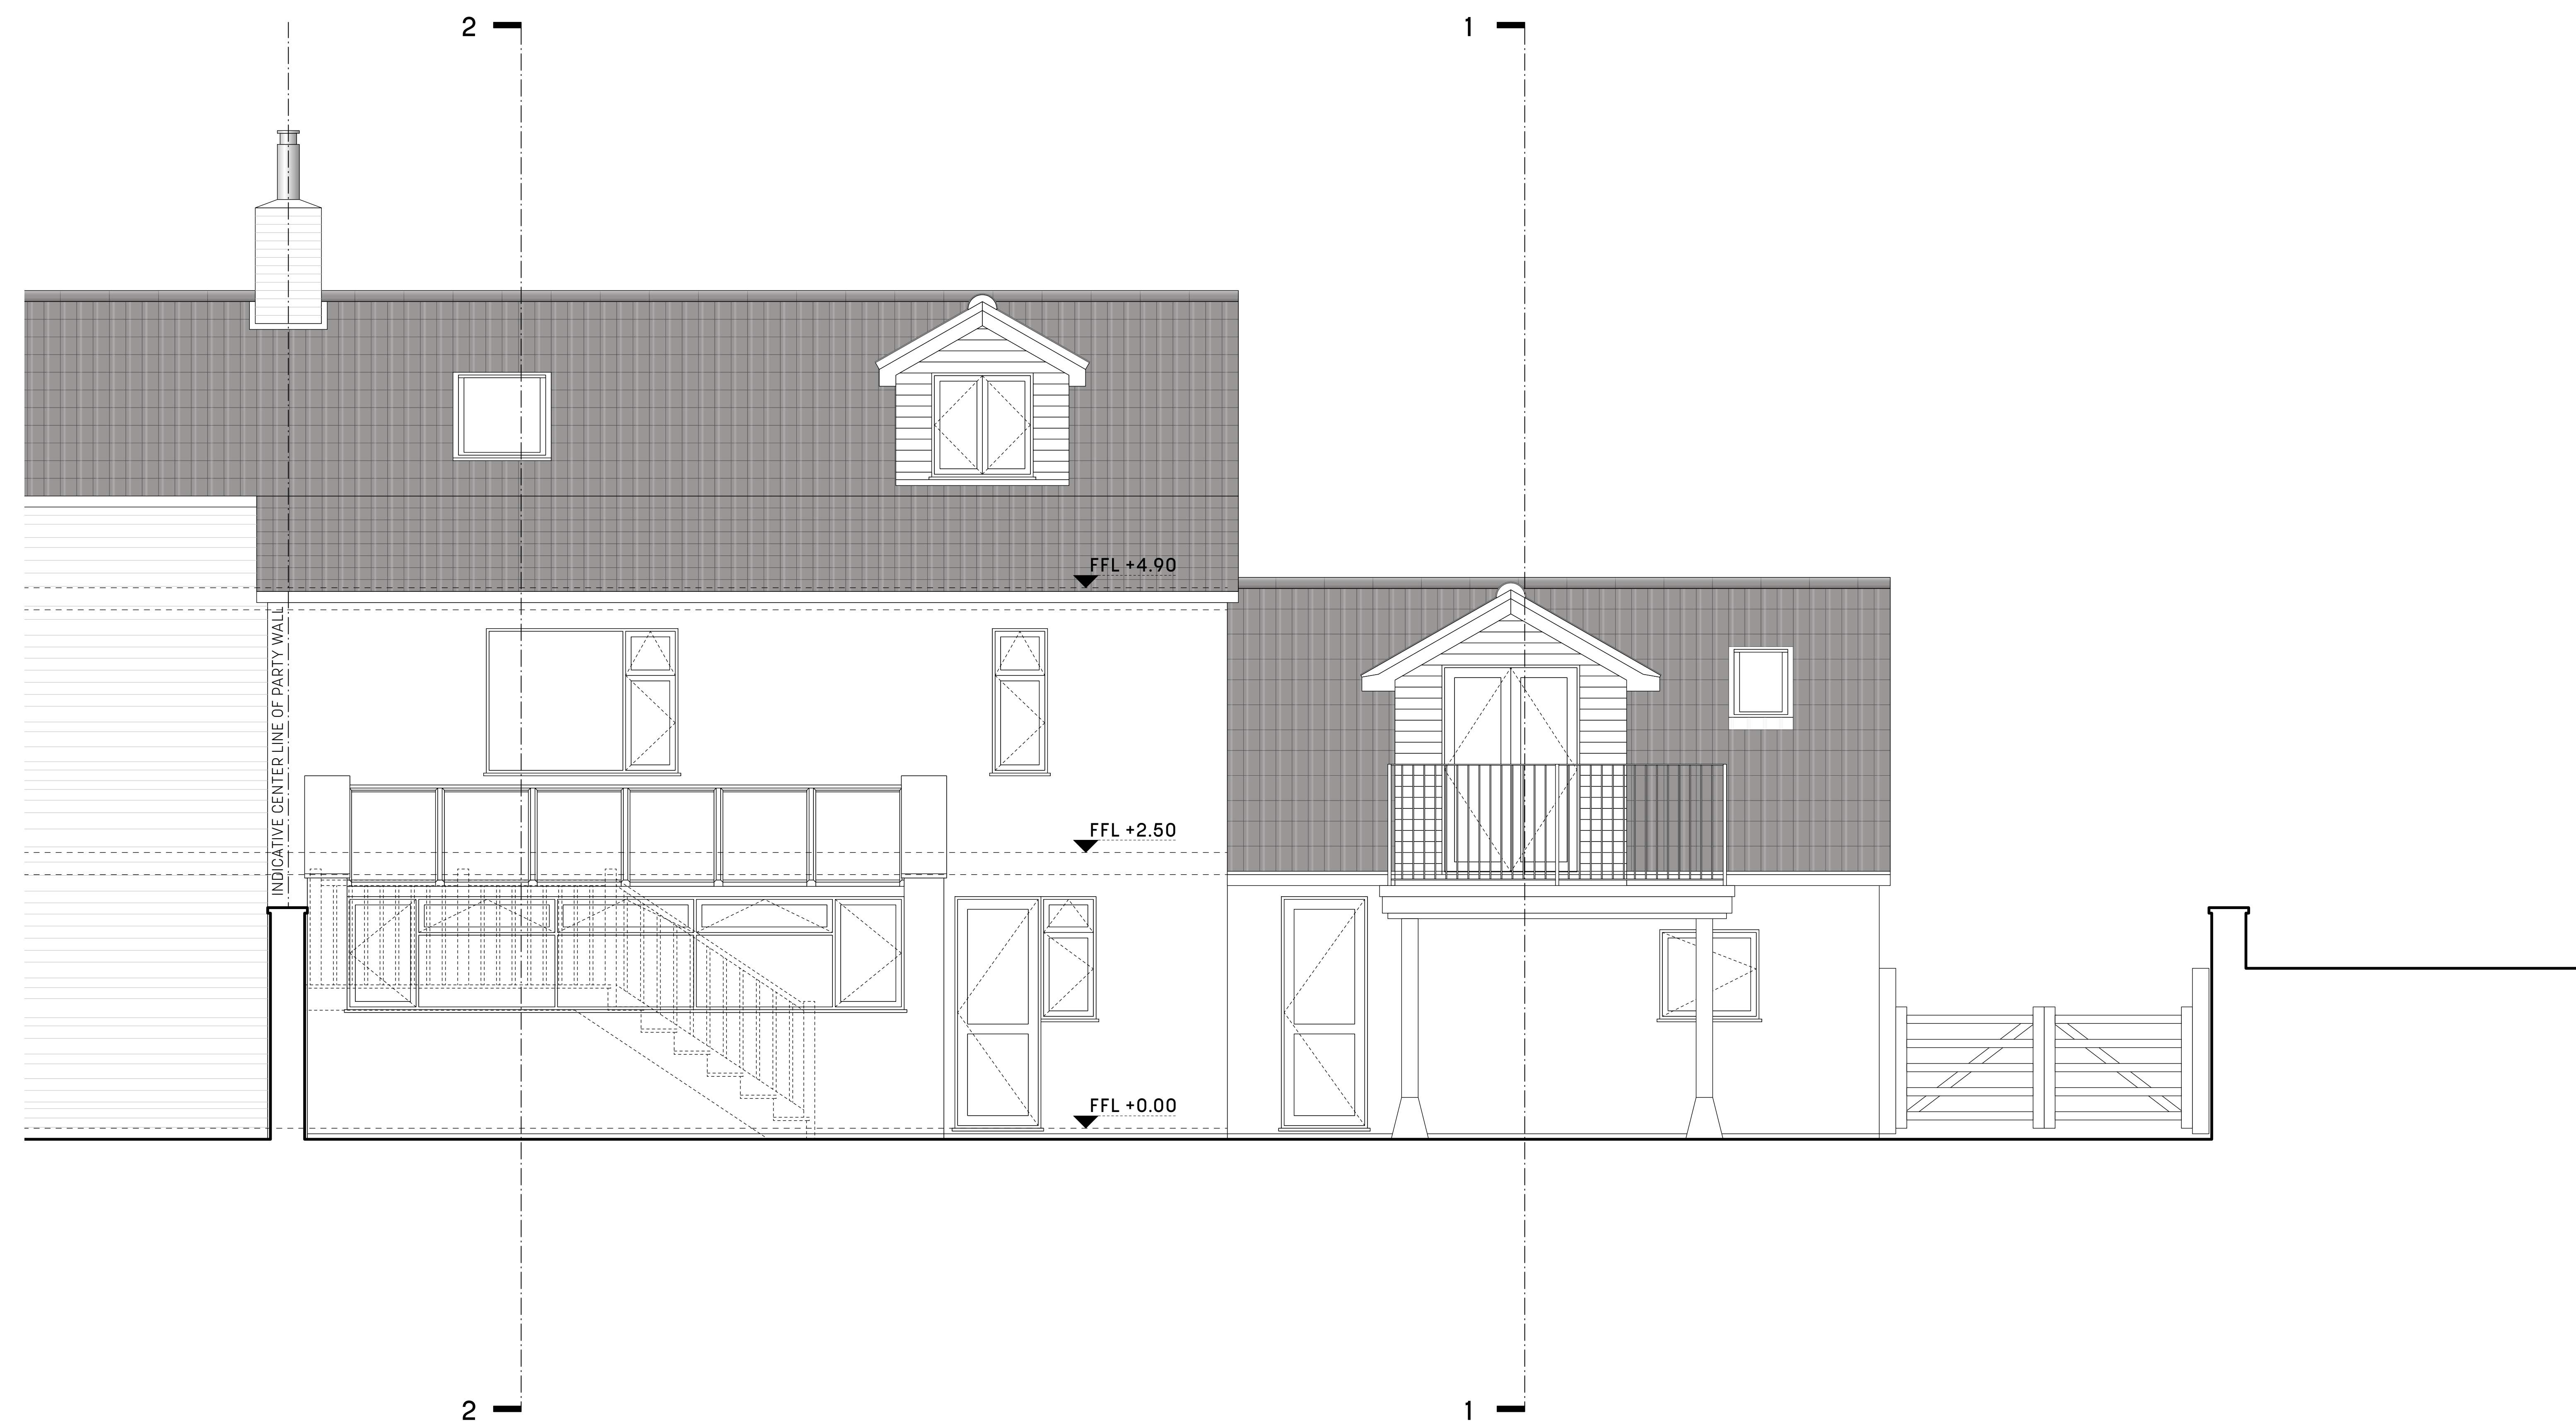 2
1
FFL +4.90
INDICATIVE CENTER LINE OF PARTY WALL
FFL +2.50
FFL +0.00
2
1